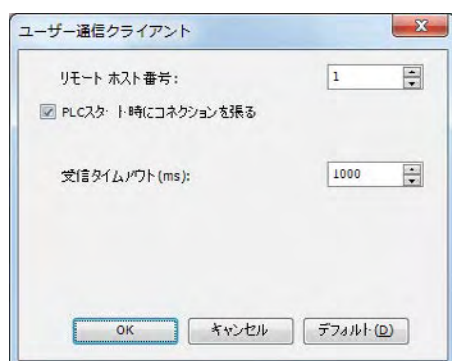 ユーザー通信クライアント
リモート ホスト番号:
1
PLCスタート時にコネクションを張る
受信タイムアウト(ms):
1000
OK
キャンセル
デフォルト(D)